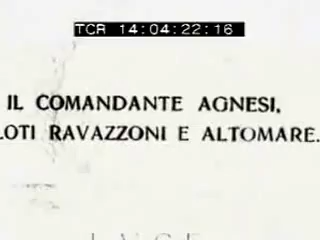 TCR 14:04:22:16
IL COMANDANTE AGNESI,
LOTI RAVAZZONI E ALTOMARE.